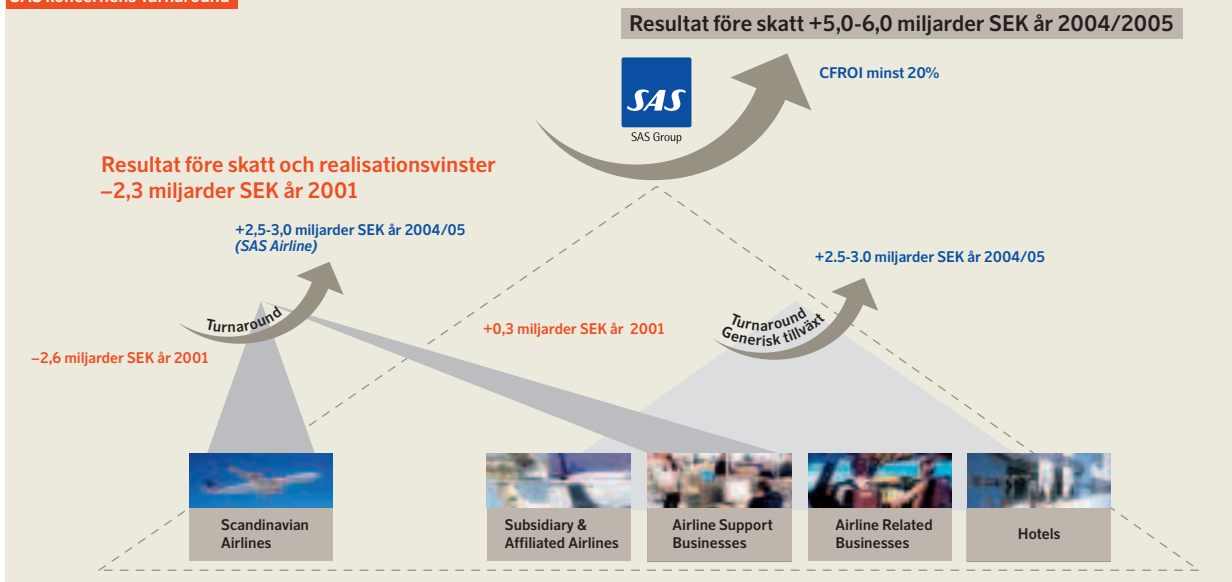 SAS koncernens Turnaround
Resultat före skatt +5,0-6,0 miljarder SEK år 2004/2005
CFROI minst 20%
SAS
SAS Group
Resultat före skatt och realisationsvinster
–2,3 miljarder SEK år 2001
+2,5-3,0 miljarder SEK år 2004/05
(SAS Airline)
+2.5-3.0 miljarder SEK år 2004/05
Turnaround
+0,3 miljarder SEK år 2001
Turnaround
Generisk tillväxt
–2,6 miljarder SEK år 2001
Scandinavian
Airlines
Subsidiary &
Affiliated Airlines
Airline Support
Businesses
Airline Related
Businesses
Hotels